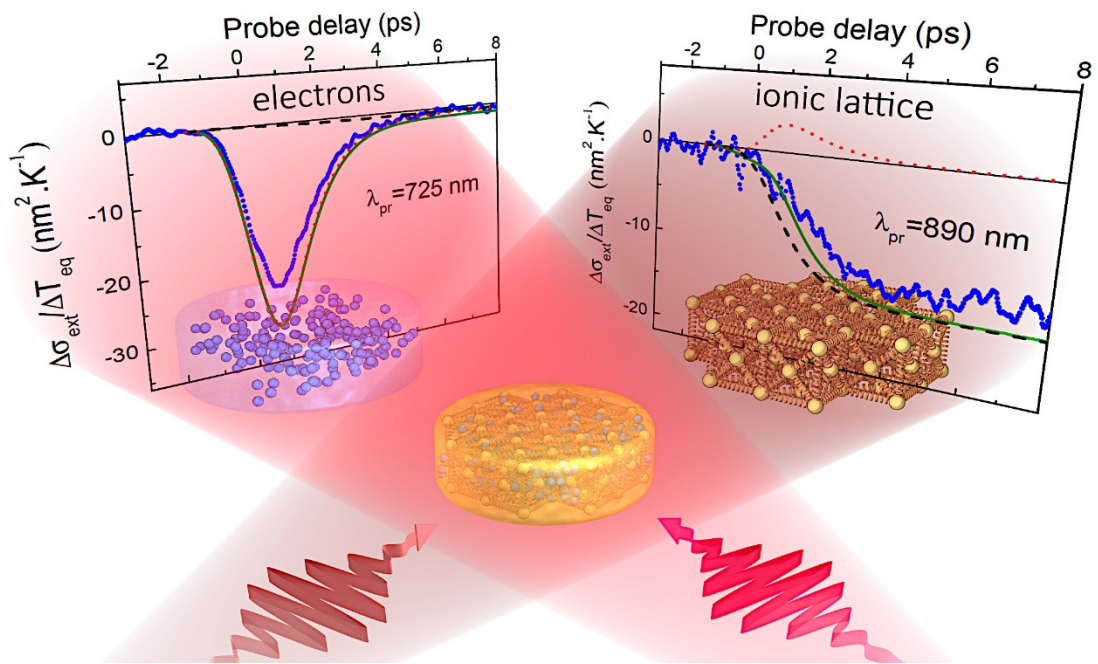 Probe delay (ps)
-2 0 2 4 6 8
electrons
0
-10
-20
-30
Δσext/ΔTeq (nm².K⁻¹)
λpr=725 nm
Probe delay (ps)
-2 0 2 4 6 8
ionic lattice
0
-10
-20
Δσext/ΔTeq (nm².K⁻¹)
λpr=890 nm